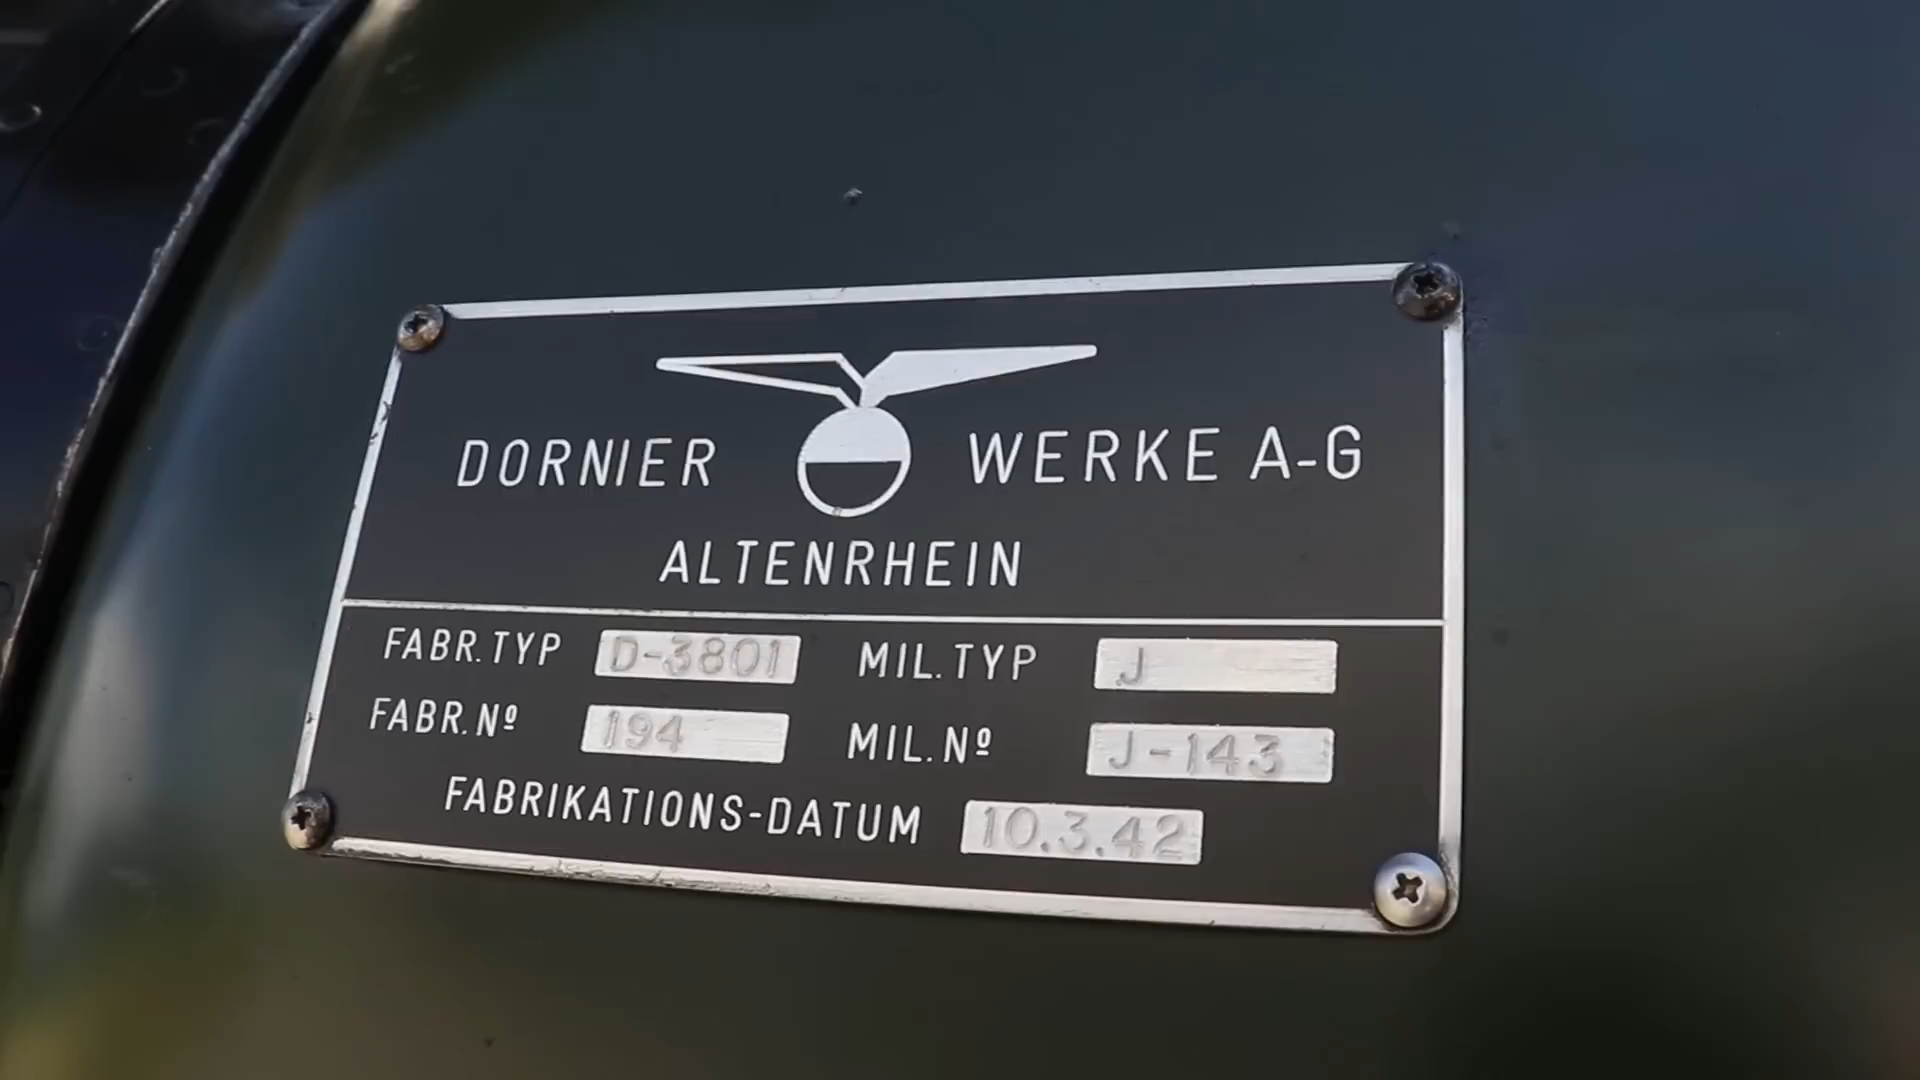 DORNIER WERKE A-G
ALTENRHEIN
FABR.TYP D-3801 MIL.TYP J
FABR.Nº 194 MIL.Nº J-143
FABRIKATIONS-DATUM 10.3.42